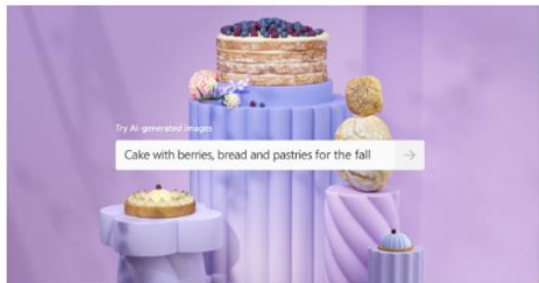 Try AI-generated images
Cake with berries, bread and pastries for the fall